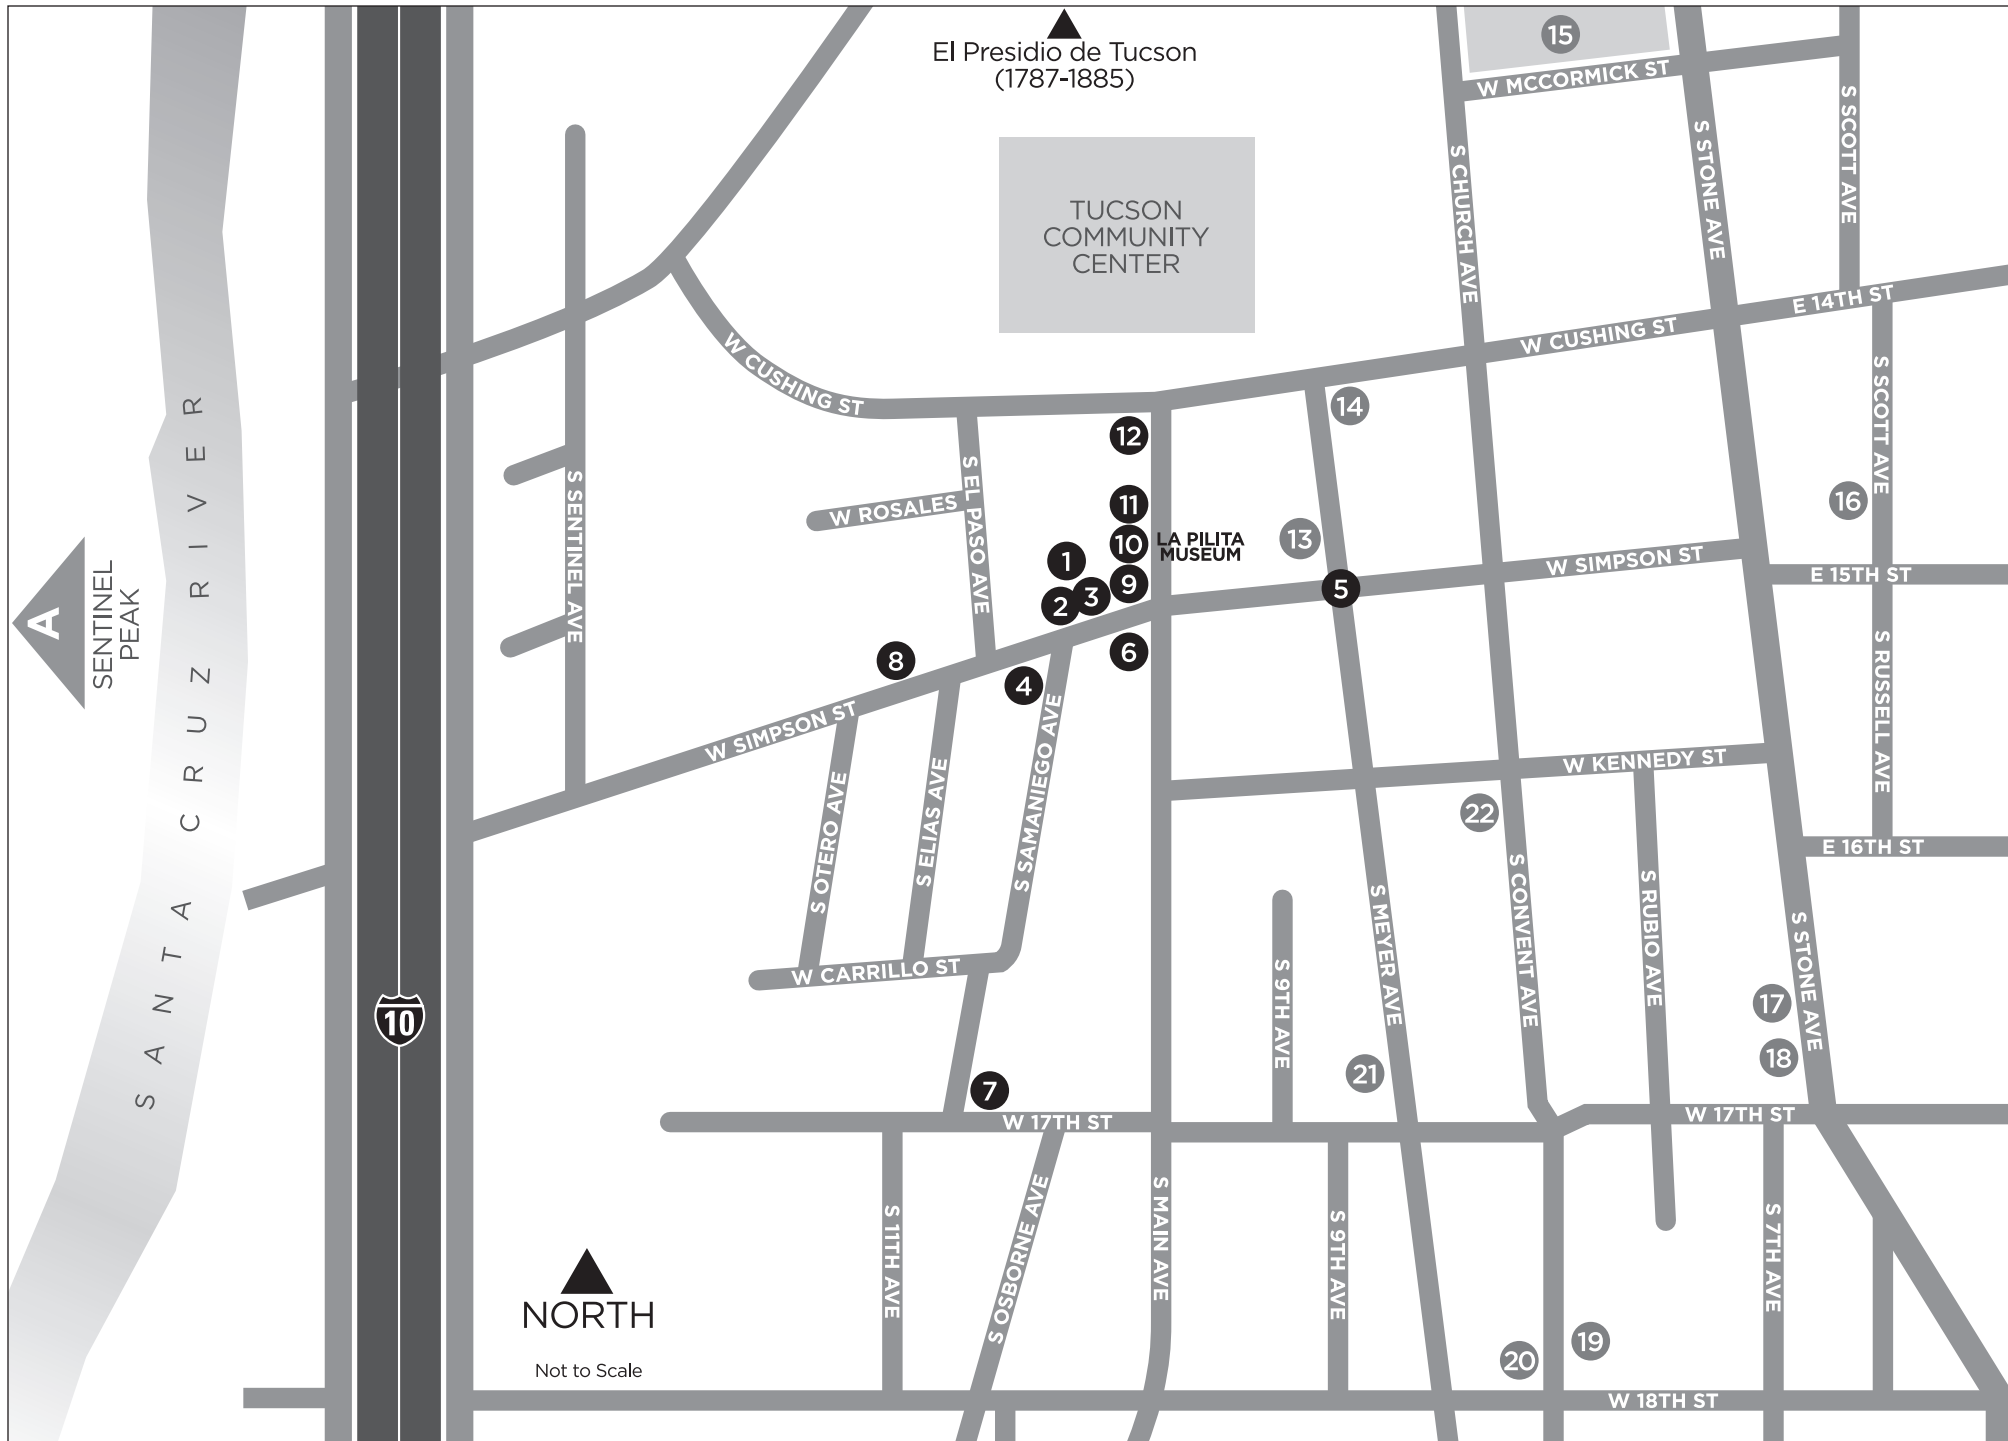 El Presidio de Tucson
(1787-1885)
15
W MCCORMICK ST
S SCOTT AVE
S STONE AVE
S CHURCH AVE
TUCSON
COMMUNITY
CENTER
E 14TH ST
W CUSHING ST
W CUSHING ST
S SCOTT AVE
14
12
S EL PASO AVE
W ROSALES
S SENTINEL AVE
11
16
13
10
LA PILITA
MUSEUM
1
9
3
2
5
W SIMPSON ST
E 15TH ST
SANTA CRUZ RIVER
A
SENTINEL
PEAK
6
8
4
S RUSSELL AVE
W SIMPSON ST
S SAMANIEGO AVE
W KENNEDY ST
S OTERO AVE
S ELIAS AVE
22
E 16TH ST
S MEYER AVE
S CONVENT AVE
S RUBIO AVE
S STONE AVE
W CARRILLO ST
S 9TH AVE
10
17
18
21
7
W 17TH ST
W 17TH ST
S 11TH AVE
S OSBORNE AVE
S MAIN AVE
S 9TH AVE
S 7TH AVE
NORTH
Not to Scale
19
20
W 18TH ST